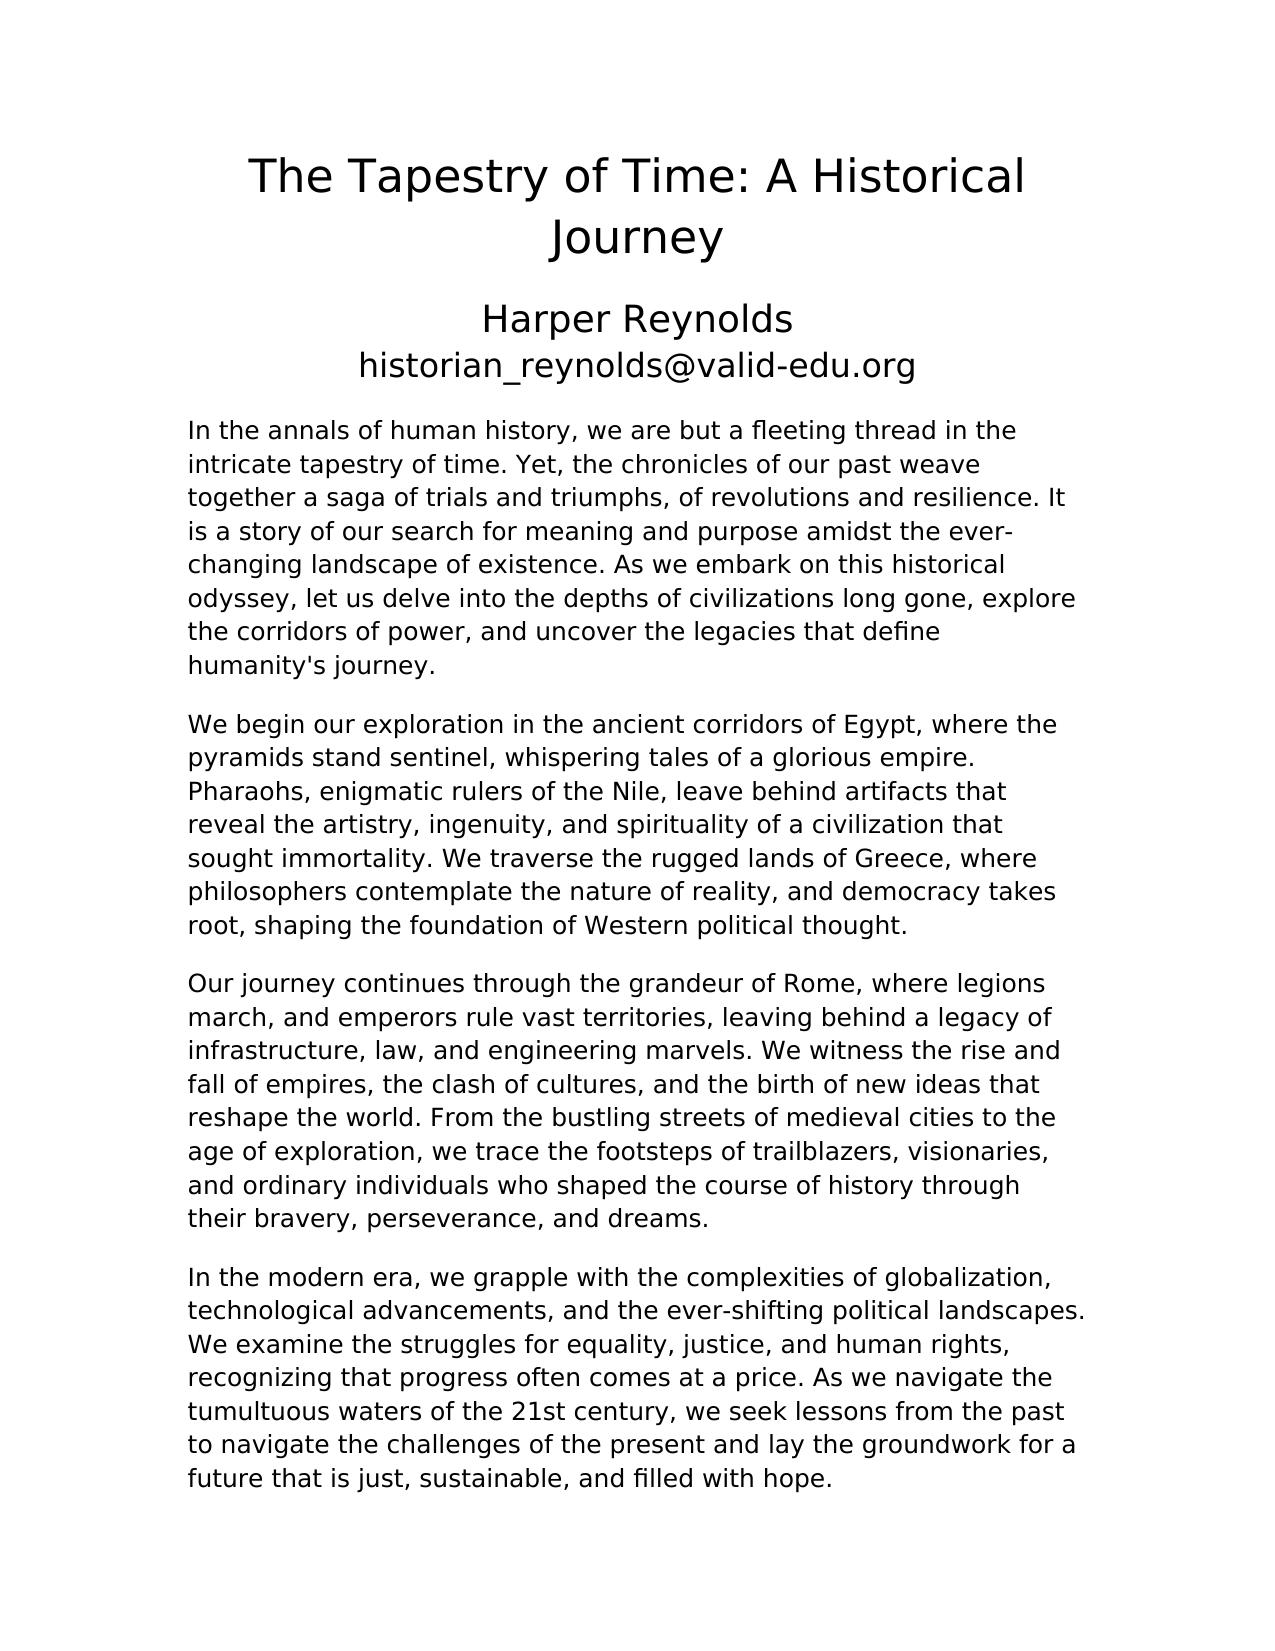 The Tapestry of Time: A Historical
Journey
Harper Reynolds
historian_reynolds@valid-edu.org
In the annals of human history, we are but a fleeting thread in the
intricate tapestry of time. Yet, the chronicles of our past weave
together a saga of trials and triumphs, of revolutions and resilience. It
is a story of our search for meaning and purpose amidst the ever-
changing landscape of existence. As we embark on this historical
odyssey, let us delve into the depths of civilizations long gone, explore
the corridors of power, and uncover the legacies that define
humanity's journey.
We begin our exploration in the ancient corridors of Egypt, where the
pyramids stand sentinel, whispering tales of a glorious empire.
Pharaohs, enigmatic rulers of the Nile, leave behind artifacts that
reveal the artistry, ingenuity, and spirituality of a civilization that
sought immortality. We traverse the rugged lands of Greece, where
philosophers contemplate the nature of reality, and democracy takes
root, shaping the foundation of Western political thought.
Our journey continues through the grandeur of Rome, where legions
march, and emperors rule vast territories, leaving behind a legacy of
infrastructure, law, and engineering marvels. We witness the rise and
fall of empires, the clash of cultures, and the birth of new ideas that
reshape the world. From the bustling streets of medieval cities to the
age of exploration, we trace the footsteps of trailblazers, visionaries,
and ordinary individuals who shaped the course of history through
their bravery, perseverance, and dreams.
In the modern era, we grapple with the complexities of globalization,
technological advancements, and the ever-shifting political landscapes.
We examine the struggles for equality, justice, and human rights,
recognizing that progress often comes at a price. As we navigate the
tumultuous waters of the 21st century, we seek lessons from the past
to navigate the challenges of the present and lay the groundwork for a
future that is just, sustainable, and filled with hope.